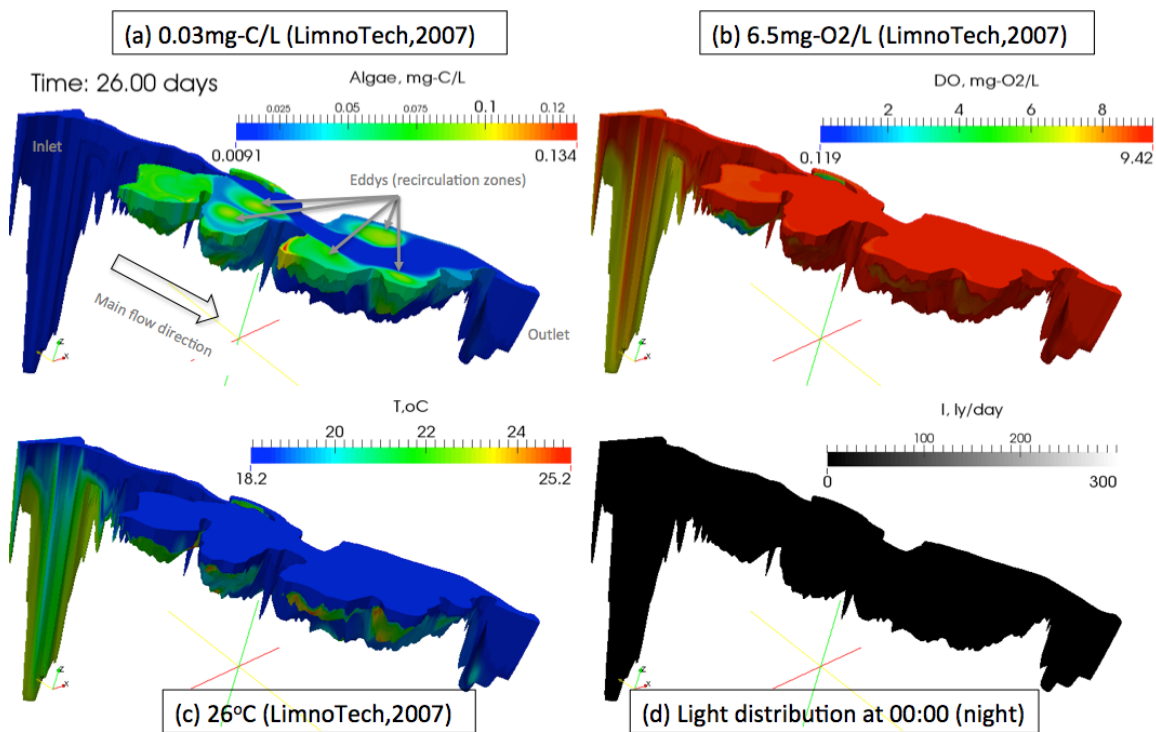 (a) 0.03mg-C/L (LimnoTech,2007)
(b) 6.5mg-O2/L (LimnoTech,2007)
Time: 26.00 days
Algae, mg-C/L
0.025 0.05 0.075 0.1 0.12
0.0091 0.134
DO, mg-O2/L
2 4 6 8
0.119 9.42
Inlet
Eddys (recirculation zones)
Main flow direction
Outlet
Z
X
Z
X
T,oC
20 22 24
18.2 25.2
I, ly/day
100 200
0 300
Z
X
Z
X
(c) 26°C (LimnoTech,2007)
(d) Light distribution at 00:00 (night)